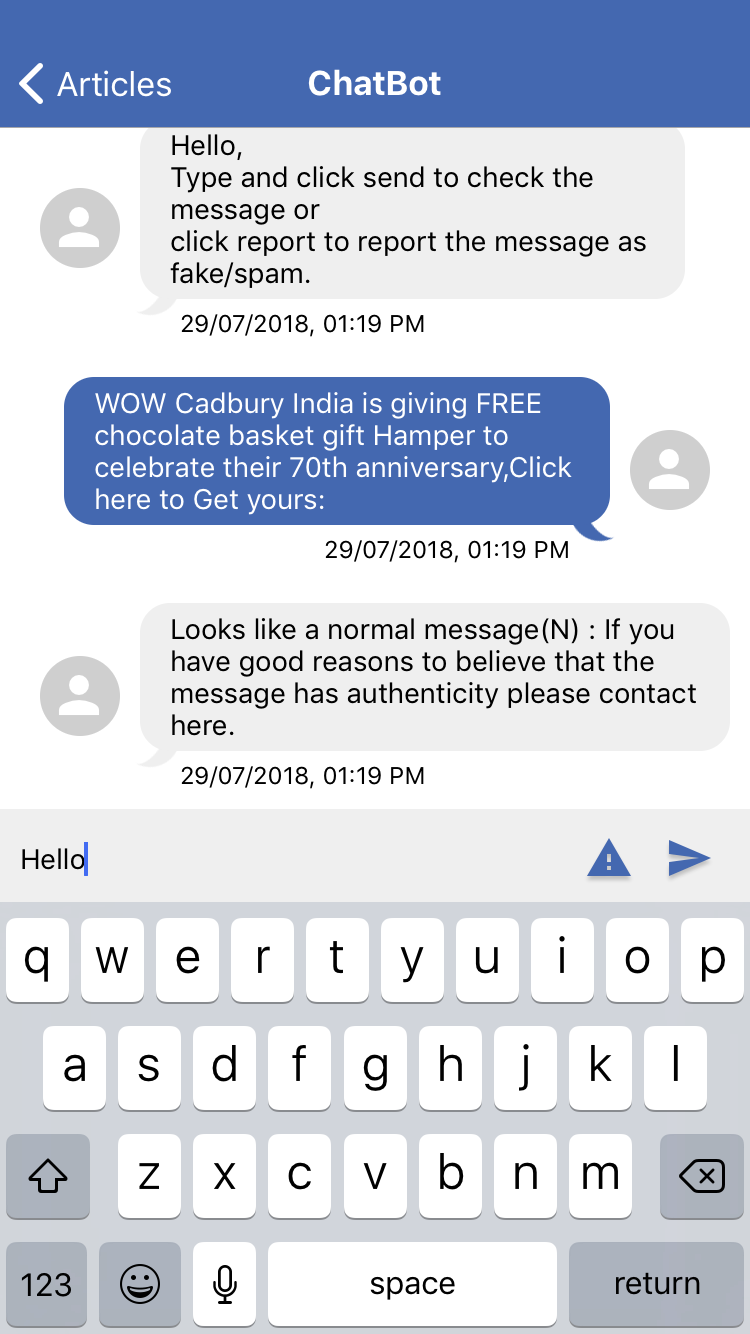 Articles
ChatBot
Hello,
Type and click send to check the
message or
click report to report the message as
fake/spam.
29/07/2018, 01:19 PM
WOW Cadbury India is giving FREE
chocolate basket gift Hamper to
celebrate their 70th anniversary,Click
here to Get yours:
29/07/2018, 01:19 PM
Looks like a normal message(N) : If you
have good reasons to believe that the
message has authenticity please contact
here.
29/07/2018, 01:19 PM
Hello
q w e r t y u i o p
a s d f g h j k l
z x c v b n m
123 space return